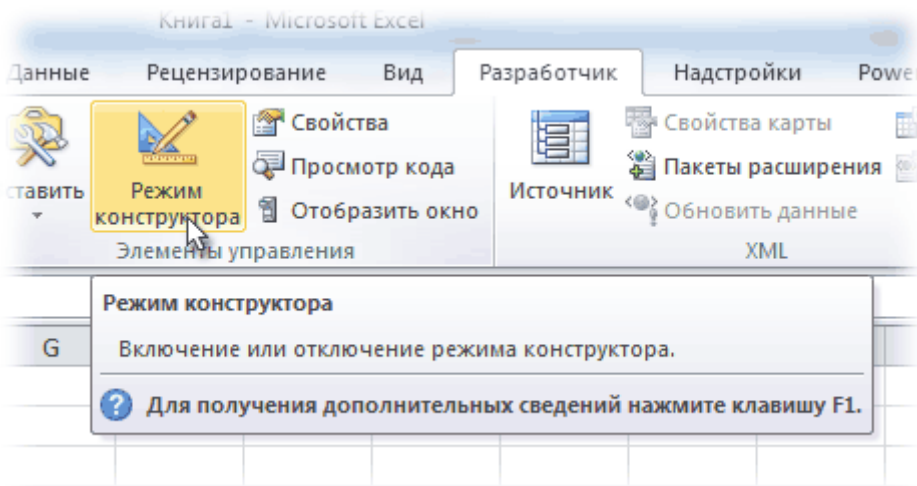 Книга1 - Microsoft Excel
Данные Рецензирование Вид Разработчик Надстройки
Свойства Свойства карты
Просмотр кода Пакеты расширения
Режим конструктора Источник
Отобразить окно Обновить данные
Элементы управления XML
Режим конструктора
G Включение или отключение режима конструктора.
Для получения дополнительных сведений нажмите клавишу F1.